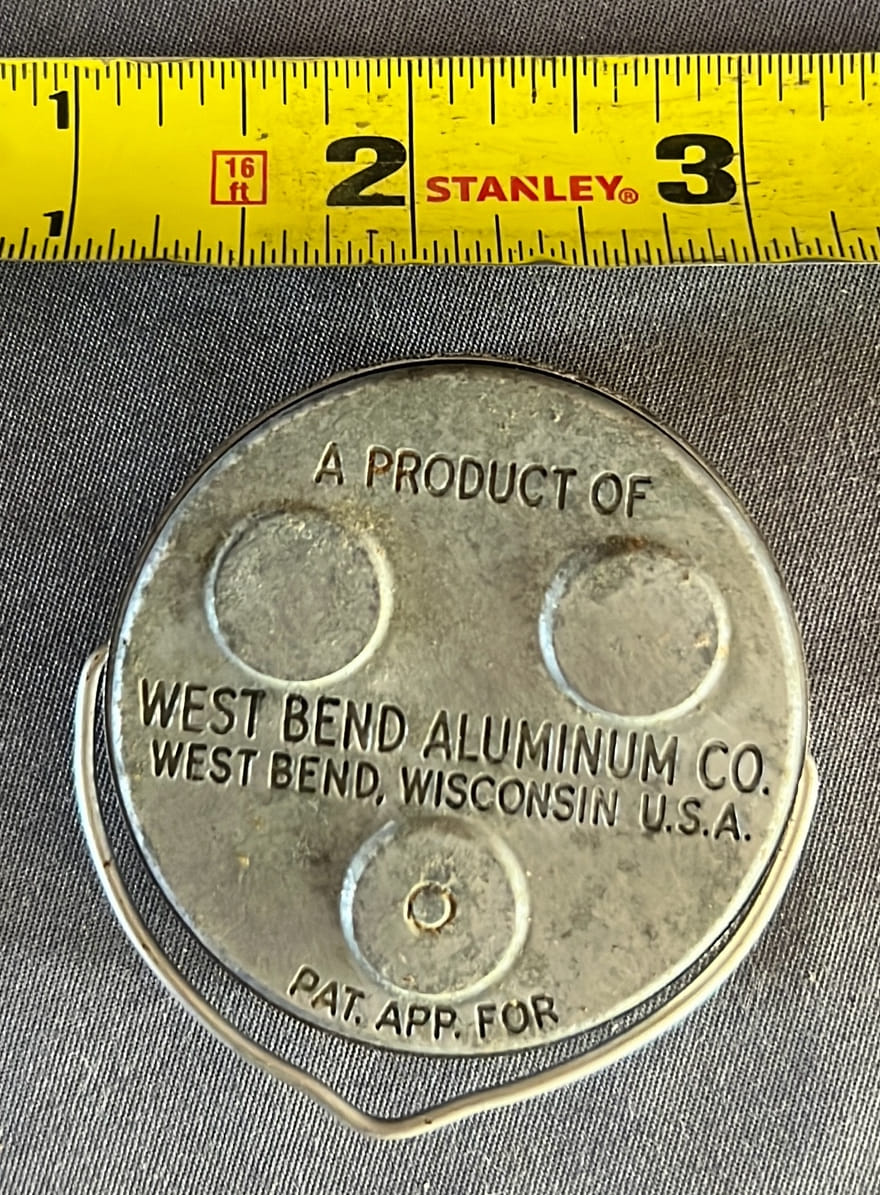 1
16
ft
2
STANLEY®
3
1
A PRODUCT OF
WEST BEND ALUMINUM CO.
WEST BEND, WISCONSIN U.S.A.
PAT. APP. FOR